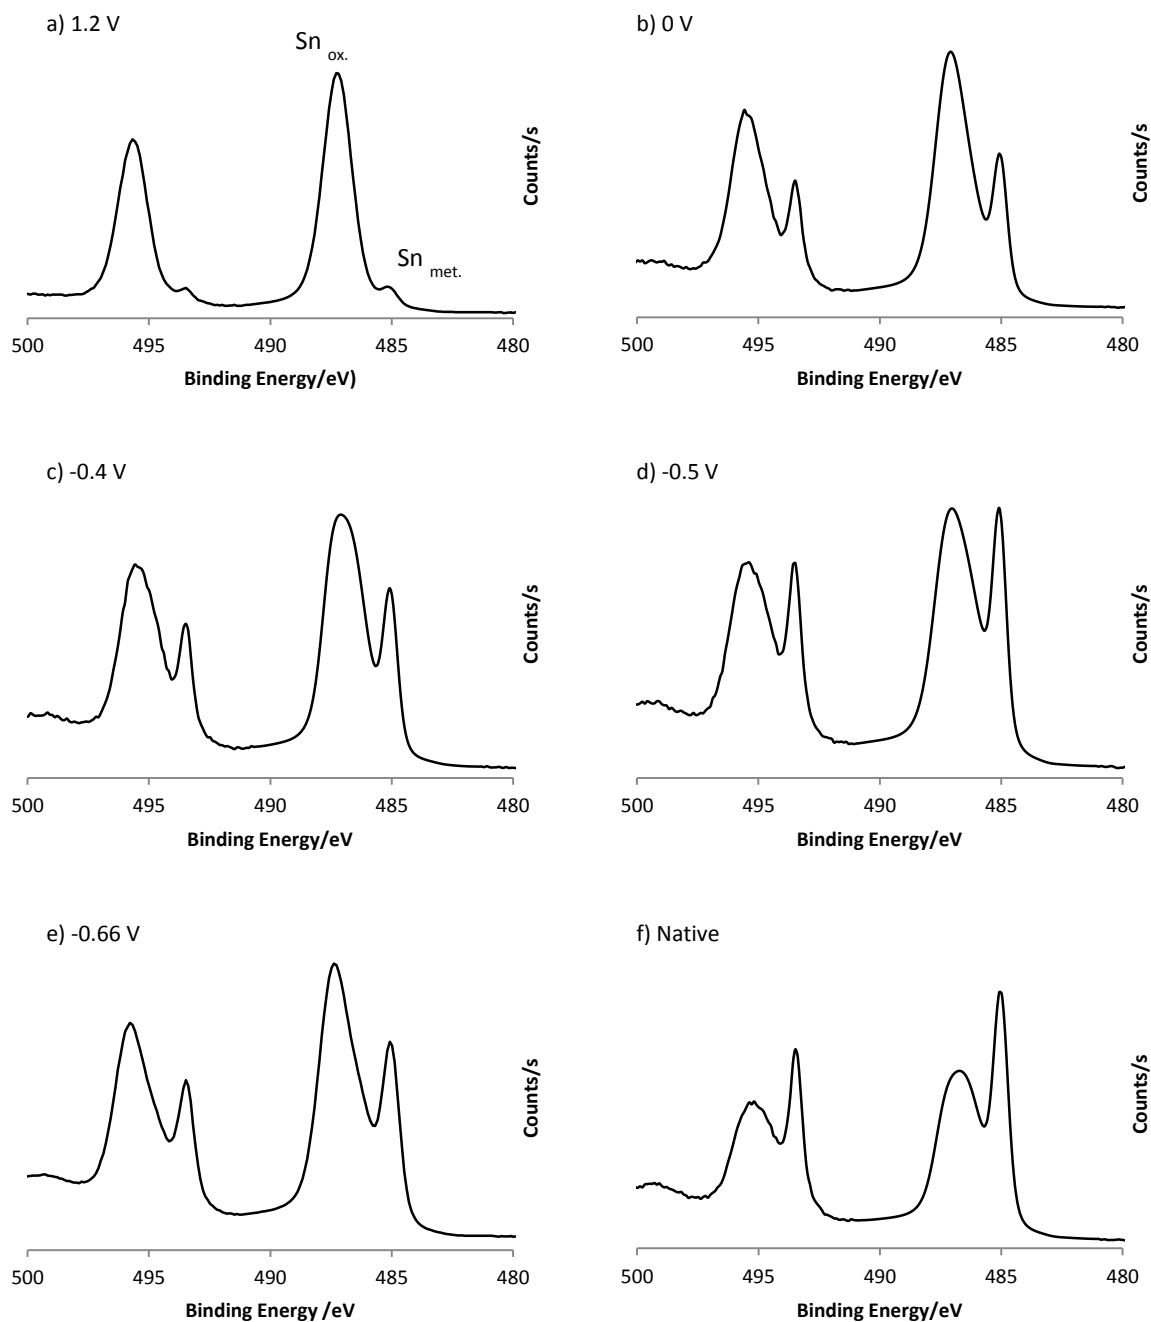 a) 1.2 V
Sn ox.
Sn met.
Counts/s
500 495 490 485 480
Binding Energy/eV)
b) 0 V
Counts/s
500 495 490 485 480
Binding Energy/eV
c) -0.4 V
Counts/s
500 495 490 485 480
Binding Energy/eV
d) -0.5 V
Counts/s
500 495 490 485 480
Binding Energy/eV
e) -0.66 V
Counts/s
500 495 490 485 480
Binding Energy /eV
f) Native
Counts/s
500 495 490 485 480
Binding Energy/eV